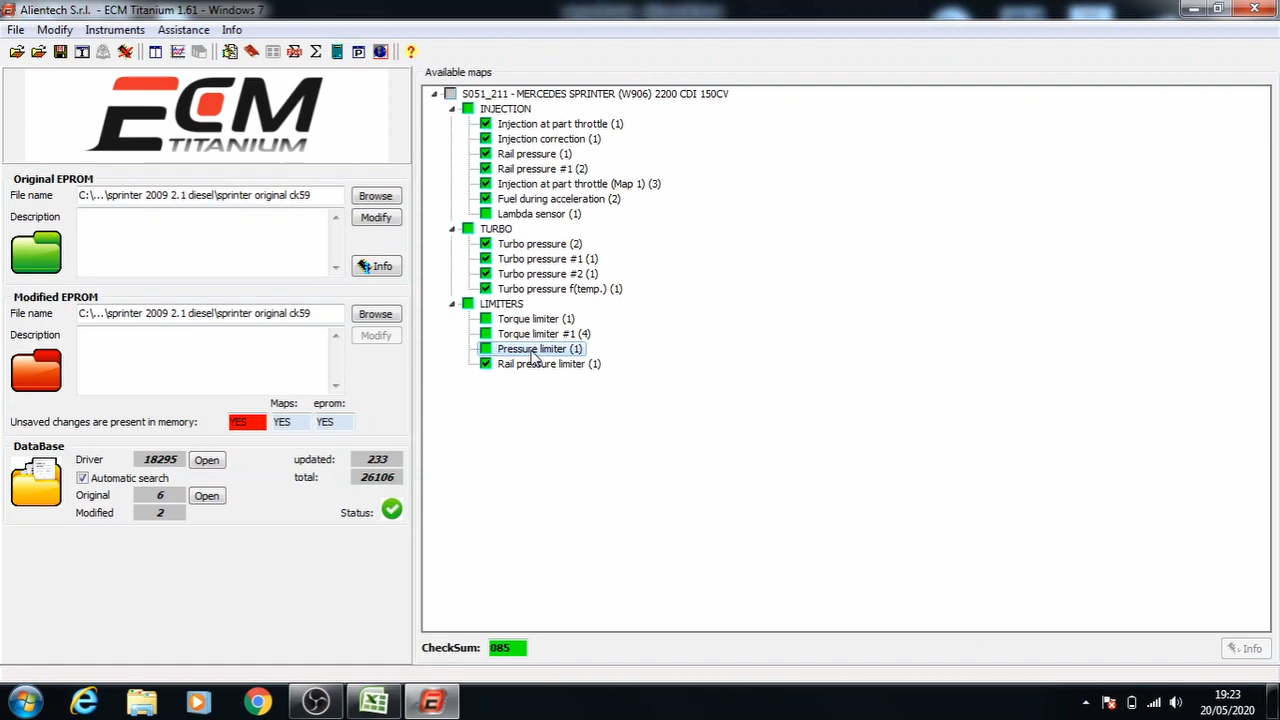 Alientech S.r.l. - ECM Titanium 1.61 - Windows 7
File Modify Instruments Assistance Info
ECM
TITANIUM
Original EPROM
File name C:\...\sprinter 2009 2.1 diesel\sprinter original ck59 Browse
Description Modify
Info
Modified EPROM
File name C:\...\sprinter 2009 2.1 diesel\sprinter original ck59 Browse
Description Modify
Maps: eprom:
Unsaved changes are present in memory: YES YES YES
DataBase
Driver 18295 Open updated: 233
Automatic search total: 26106
Original 6 Open
Modified 2 Status:
Available maps
S051_211 - MERCEDES SPRINTER (W906) 2200 CDI 150CV
INJECTION
Injection at part throttle (1)
Injection correction (1)
Rail pressure (1)
Rail pressure #1 (2)
Injection at part throttle (Map 1) (3)
Fuel during acceleration (2)
Lambda sensor (1)
TURBO
Turbo pressure (2)
Turbo pressure #1 (1)
Turbo pressure #2 (1)
Turbo pressure f(temp.) (1)
LIMITERS
Torque limiter (1)
Torque limiter #1 (4)
Pressure limiter (1)
Rail pressure limiter (1)
CheckSum: 085 Info
19:23
20/05/2020